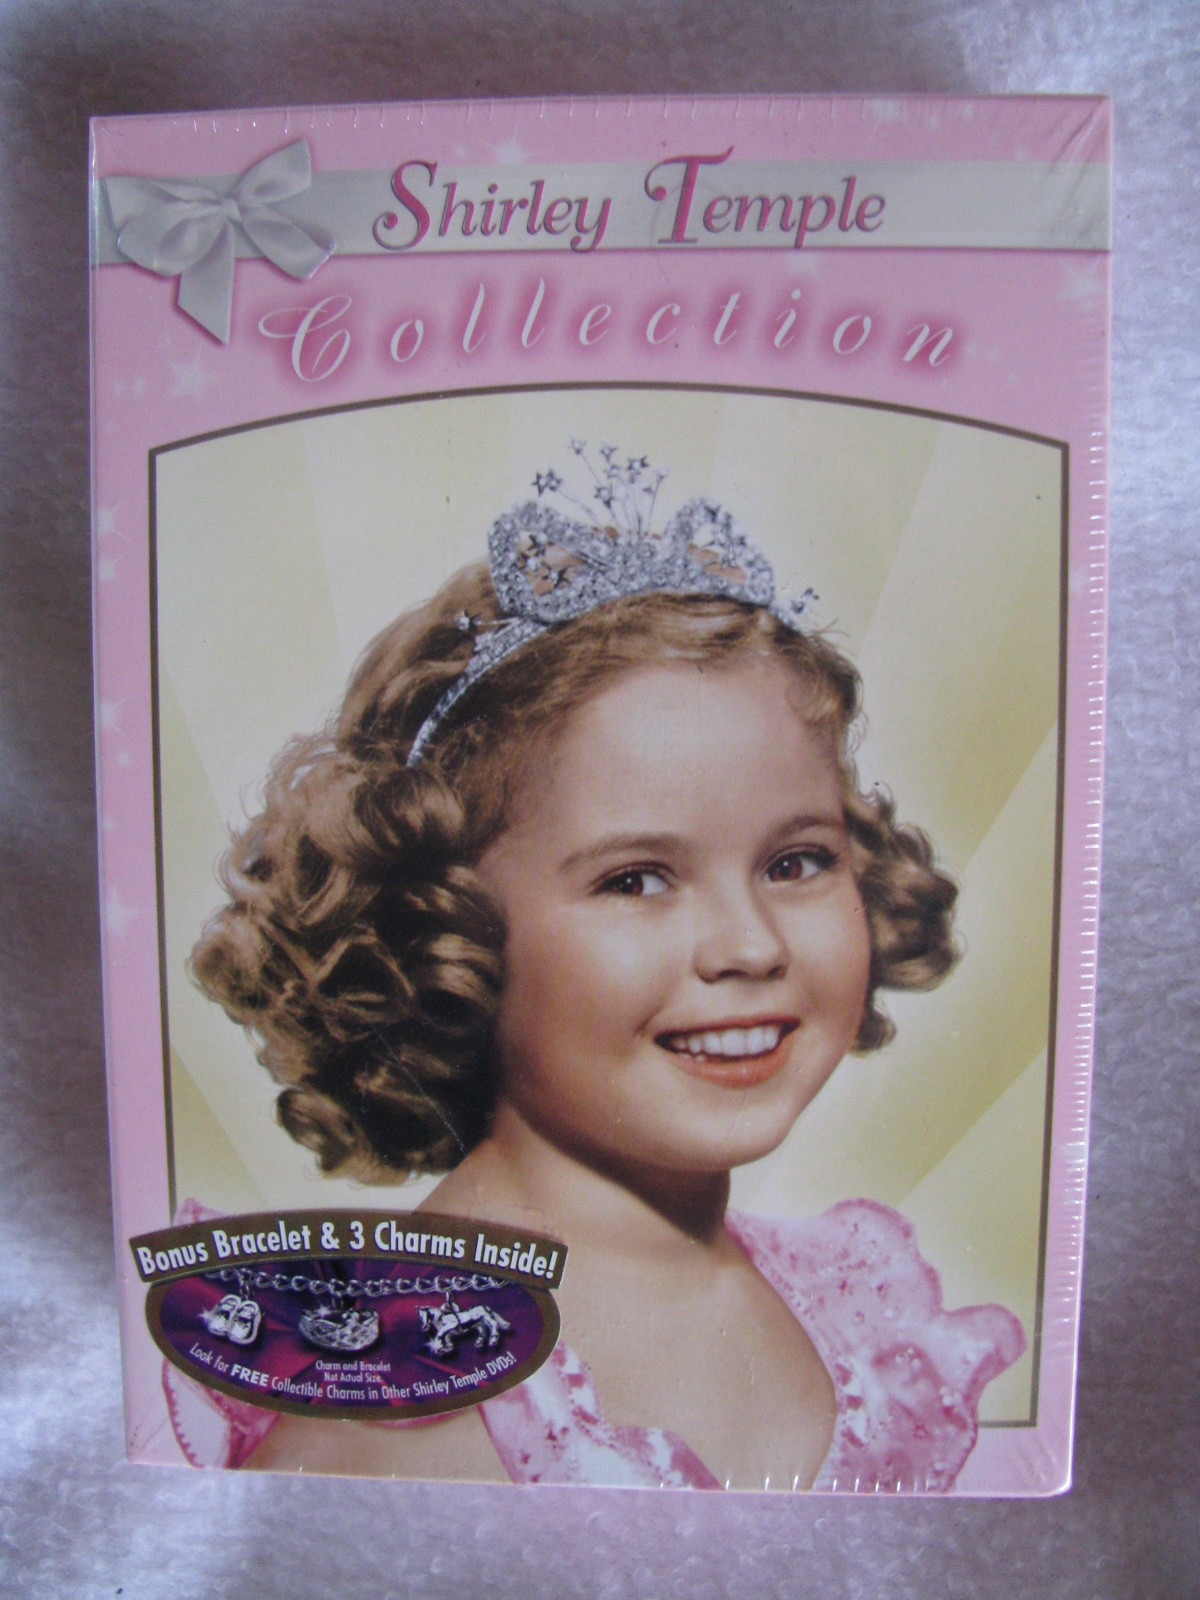 Shirley Temple
Collection
Bonus Bracelet & 3 Charms Inside!
Charm and Bracelet
Not Actual Size.
Look for FREE Collectible Charms in Other Shirley Temple DVDs!